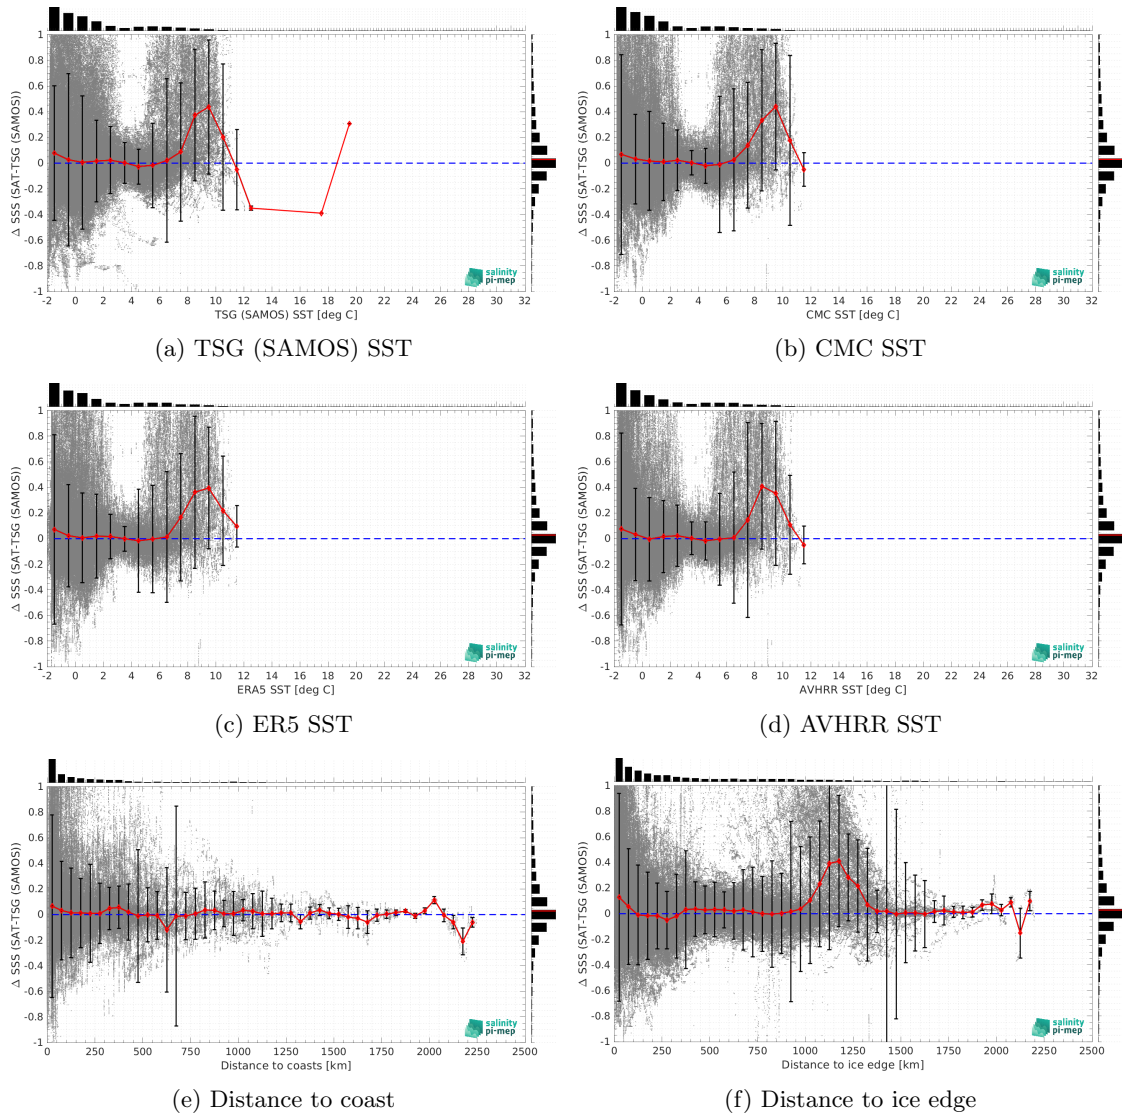 1
0.8
0.6
0.4
0.2
0
-0.2
-0.4
-0.6
-0.8
-1
Δ SSS (SAT-TSG (SAMOS))
salinity
pi-mep
-2 0 2 4 6 8 10 12 14 16 18 20 22 24 26 28 30 32
TSG (SAMOS) SST [deg C]
(a) TSG (SAMOS) SST
1
0.8
0.6
0.4
0.2
0
-0.2
-0.4
-0.6
-0.8
-1
Δ SSS (SAT-TSG (SAMOS))
salinity
pi-mep
-2 0 2 4 6 8 10 12 14 16 18 20 22 24 26 28 30 32
CMC SST [deg C]
(b) CMC SST
1
0.8
0.6
0.4
0.2
0
-0.2
-0.4
-0.6
-0.8
-1
Δ SSS (SAT-TSG (SAMOS))
salinity
pi-mep
-2 0 2 4 6 8 10 12 14 16 18 20 22 24 26 28 30 32
ERA5 SST [deg C]
(c) ER5 SST
1
0.8
0.6
0.4
0.2
0
-0.2
-0.4
-0.6
-0.8
-1
Δ SSS (SAT-TSG (SAMOS))
salinity
pi-mep
-2 0 2 4 6 8 10 12 14 16 18 20 22 24 26 28 30 32
AVHRR SST [deg C]
(d) AVHRR SST
1
0.8
0.6
0.4
0.2
0
-0.2
-0.4
-0.6
-0.8
-1
Δ SSS (SAT-TSG (SAMOS))
salinity
pi-mep
0 250 500 750 1000 1250 1500 1750 2000 2250 2500
Distance to coasts [km]
(e) Distance to coast
1
0.8
0.6
0.4
0.2
0
-0.2
-0.4
-0.6
-0.8
-1
Δ SSS (SAT-TSG (SAMOS))
salinity
pi-mep
0 250 500 750 1000 1250 1500 1750 2000 2250 2500
Distance to ice edge [km]
(f) Distance to ice edge